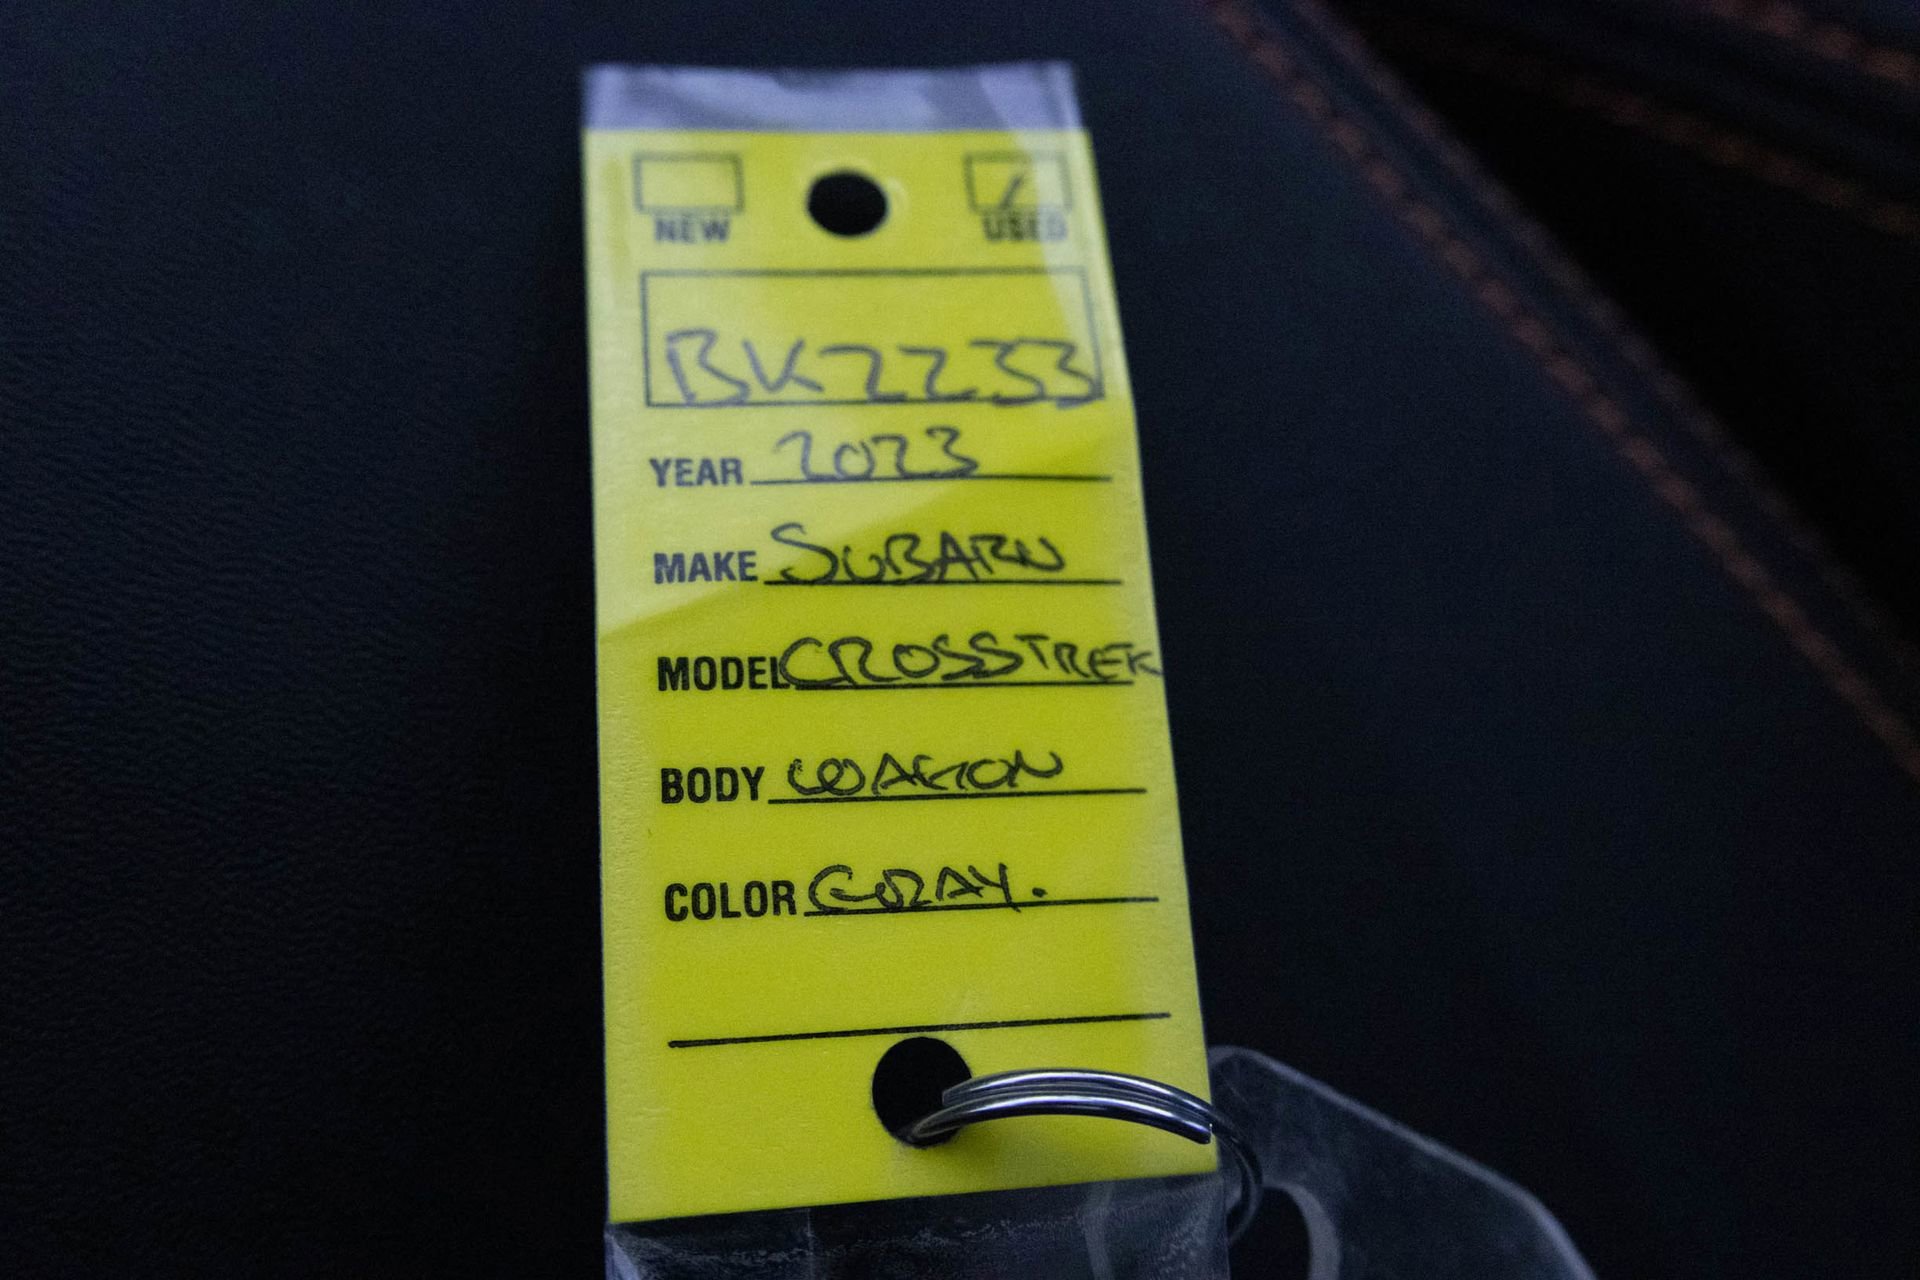 NEW USED
BK2233
YEAR 2023
MAKE SUBARU
MODEL CROSSTREK
BODY WAGON
COLOR GRAY.